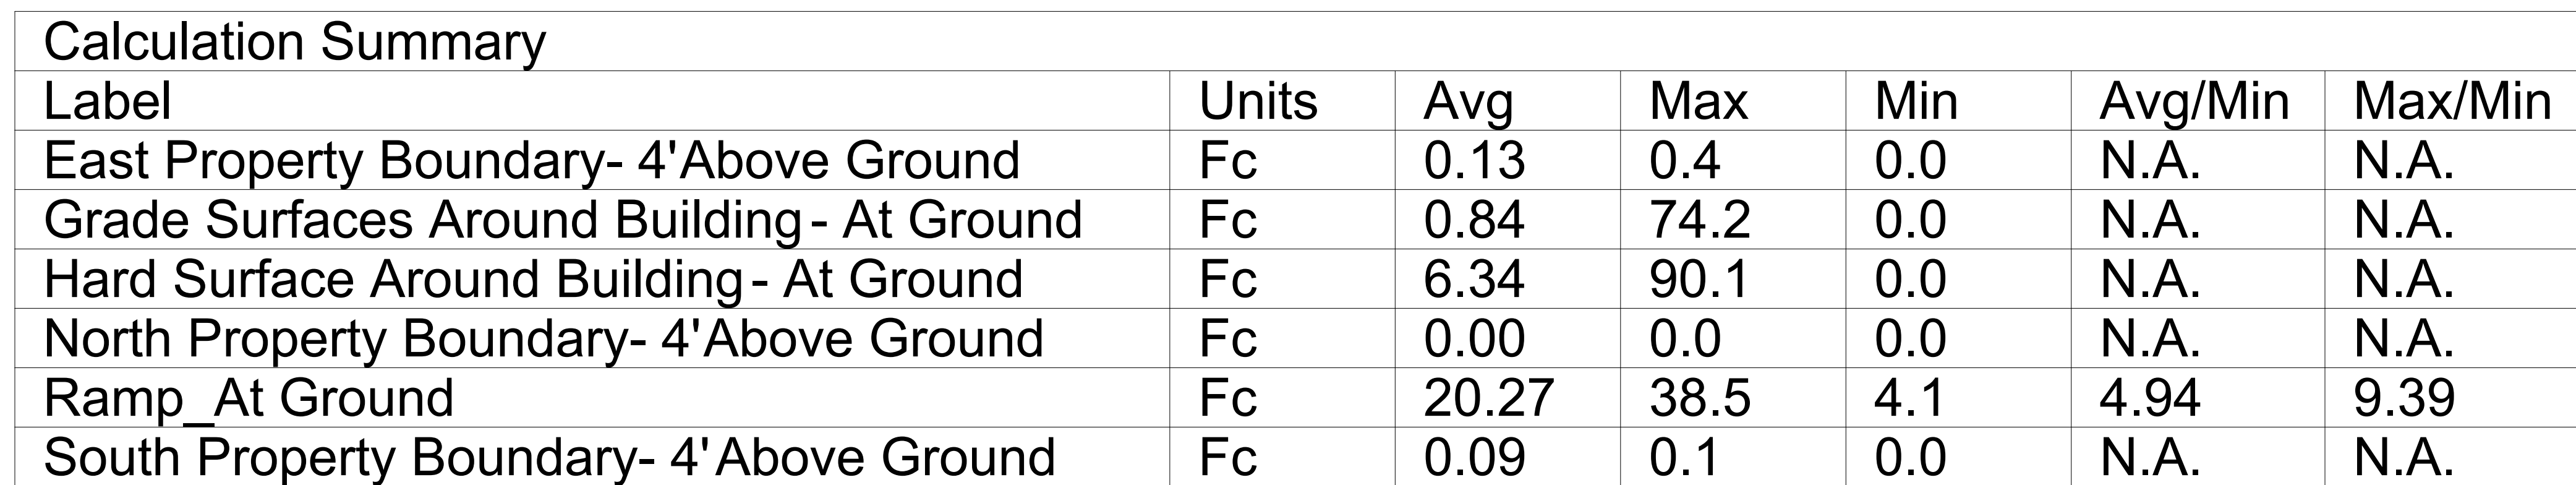 Calculation Summary
Label Units Avg Max Min Avg/Min Max/Min
East Property Boundary- 4'Above Ground Fc 0.13 0.4 0.0 N.A. N.A.
Grade Surfaces Around Building- At Ground Fc 0.84 74.2 0.0 N.A. N.A.
Hard Surface Around Building- At Ground Fc 6.34 90.1 0.0 N.A. N.A.
North Property Boundary- 4'Above Ground Fc 0.00 0.0 0.0 N.A. N.A.
Ramp_At Ground Fc 20.27 38.5 4.1 4.94 9.39
South Property Boundary- 4'Above Ground Fc 0.09 0.1 0.0 N.A. N.A.